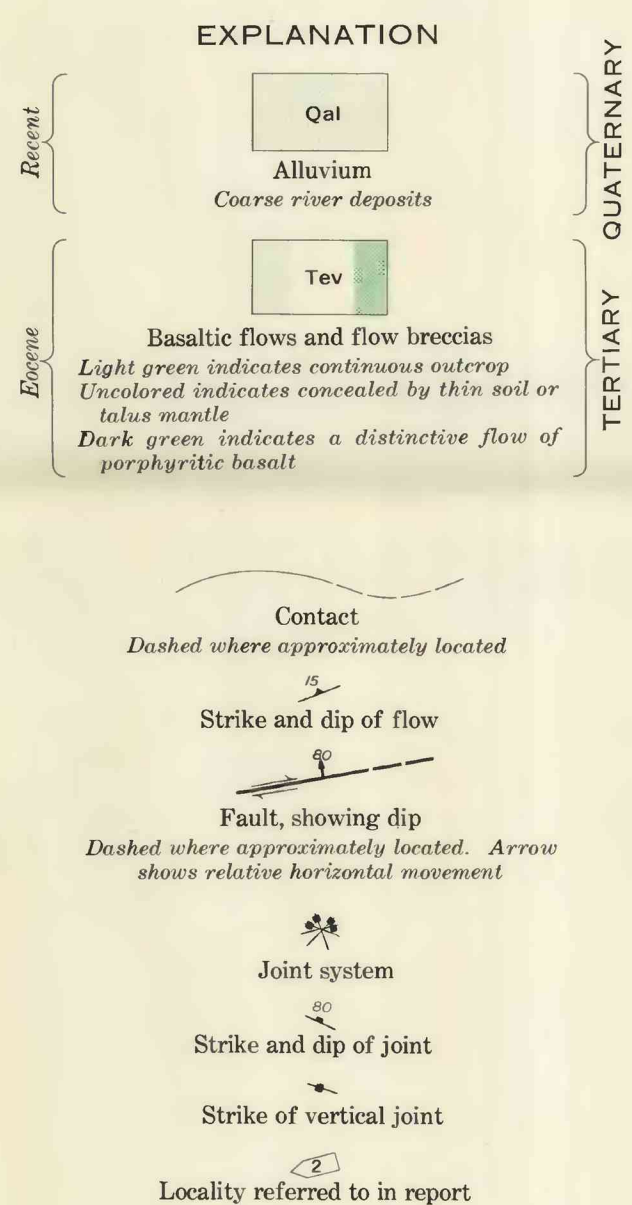 EXPLANATION
Recent
Qal
QUATERNARY
Alluvium
Coarse river deposits
Eocene
Tev
TERTIARY
Basaltic flows and flow breccias
Light green indicates continuous outcrop
Uncolored indicates concealed by thin soil or
talus mantle
Dark green indicates a distinctive flow of
porphyritic basalt
Contact
Dashed where approximately located
15
Strike and dip of flow
80
Fault, showing dip
Dashed where approximately located. Arrow
shows relative horizontal movement
Joint system
80
Strike and dip of joint
Strike of vertical joint
2
Locality referred to in report